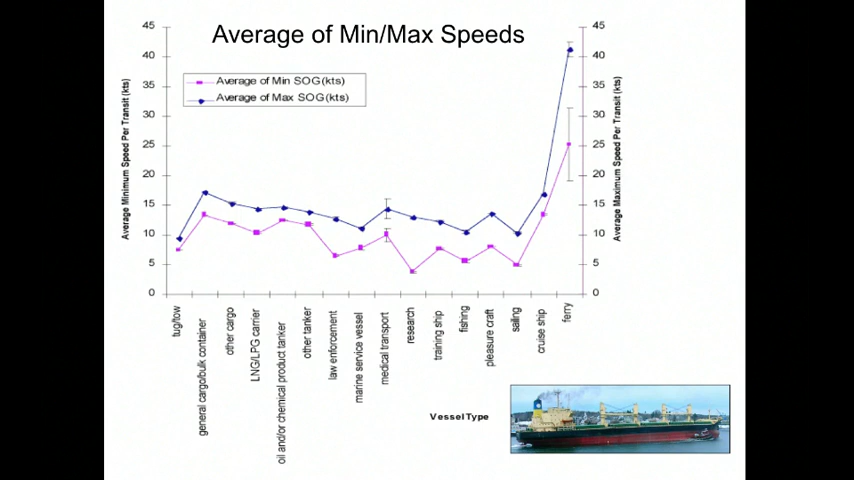 Average of Min/Max Speeds
Average of Min SOG(kts)
Average of Max SOG(kts)
Average Minimum Speed Per Transit (kts)
45
40
35
30
25
20
15
10
5
0
45
40
35
30
25
20
15
10
5
0
Average Maximum Speed Per Transit (kts)
tug/tow
general cargo/bulk container
other cargo
LNG/LPG carrier
oil and/or chemical product tanker
other tanker
law enforcement
marine service vessel
medical transport
research
training ship
fishing
pleasure craft
sailing
cruise ship
ferry
Vessel Type